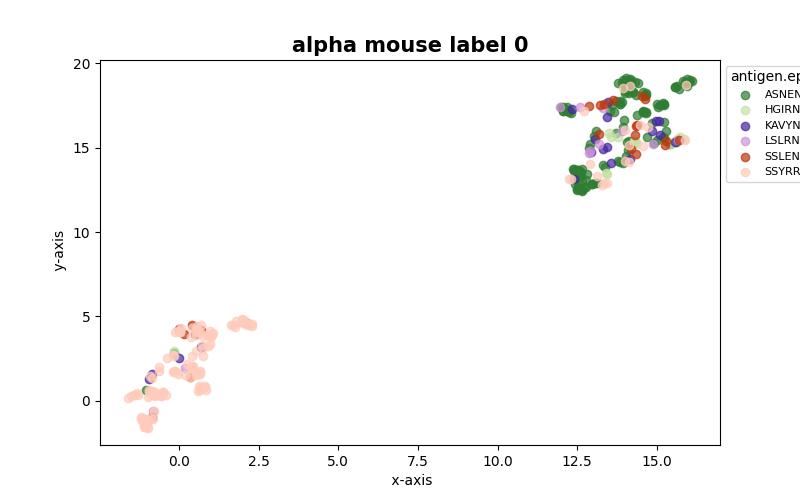 alpha mouse label 0
20
15
10
5
0
y-axis
0.0 2.5 5.0 7.5 10.0 12.5 15.0
x-axis
antigen.ep
ASNEN
HGIRN
KAVYN
LSLRN
SSLEN
SSYRR